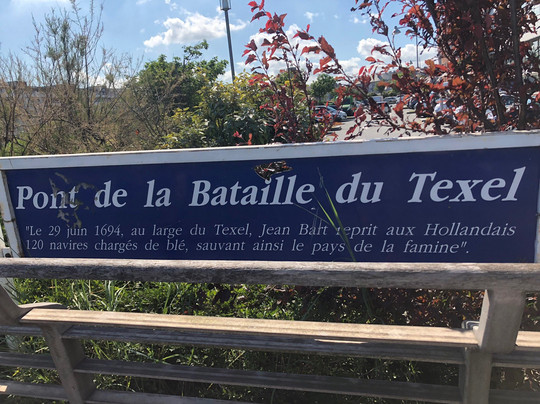 Pont de la Bataille du Texel
"Le 29 juin 1694, au large du Texel, Jean Bart reprit aux Hollandais
120 navires chargés de blé, sauvant ainsi le pays de la famine".